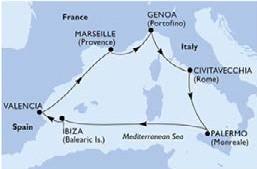 France
GENOA
(Portofino)
MARSEILLE
(Provence)
Italy
CIVITAVECCHIA
(Rome)
VALENCIA
Spain
IBIZA
(Balearic Is.)
Mediterranean Sea
PALERMO
(Monreale)